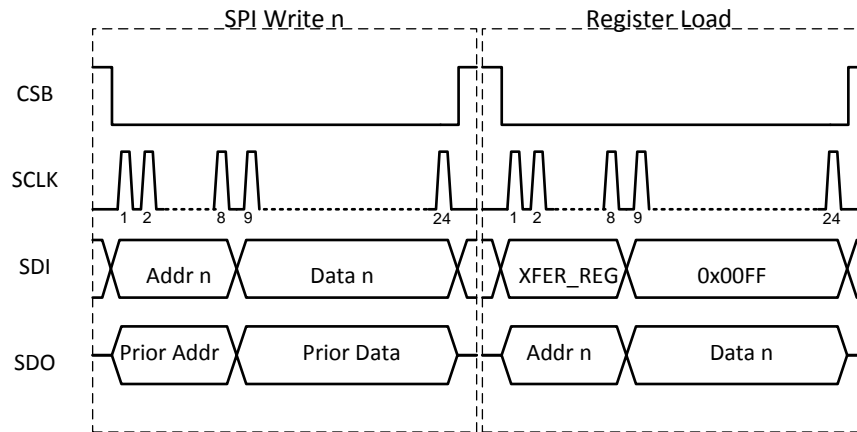 SPI Write n Register Load
CSB
SCLK
1 2 8 9 24 1 2 8 9 24
SDI Addr n Data n XFER_REG 0x00FF
SDO Prior Addr Prior Data Addr n Data n